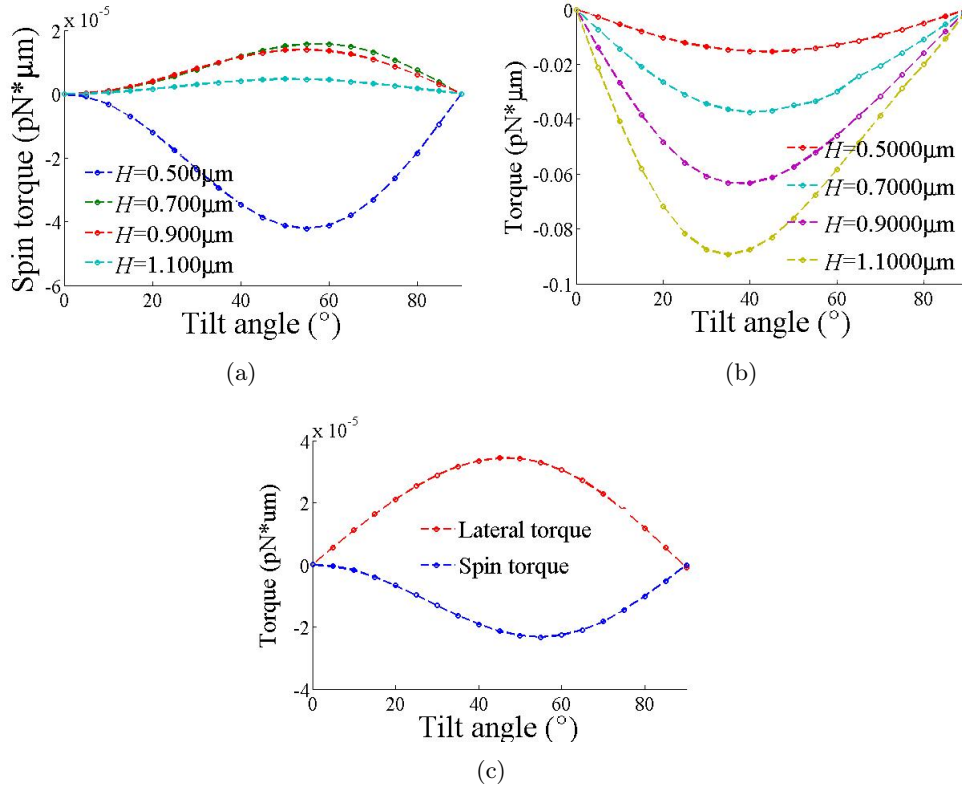 x 10⁻⁵
2
0
-2
-4
-6
Spin torque (pN*µm)
H=0.500µm
H=0.700µm
H=0.900µm
H=1.100µm
0 20 40 60 80
Tilt angle (°)
(a)
0
-0.02
-0.04
-0.06
-0.08
-0.1
Torque (pN*µm)
H=0.5000µm
H=0.7000µm
H=0.9000µm
H=1.1000µm
0 20 40 60 80
Tilt angle (°)
(b)
x 10⁻⁵
4
2
0
-2
-4
Torque (pN*um)
Lateral torque
Spin torque
0 20 40 60 80
Tilt angle (°)
(c)